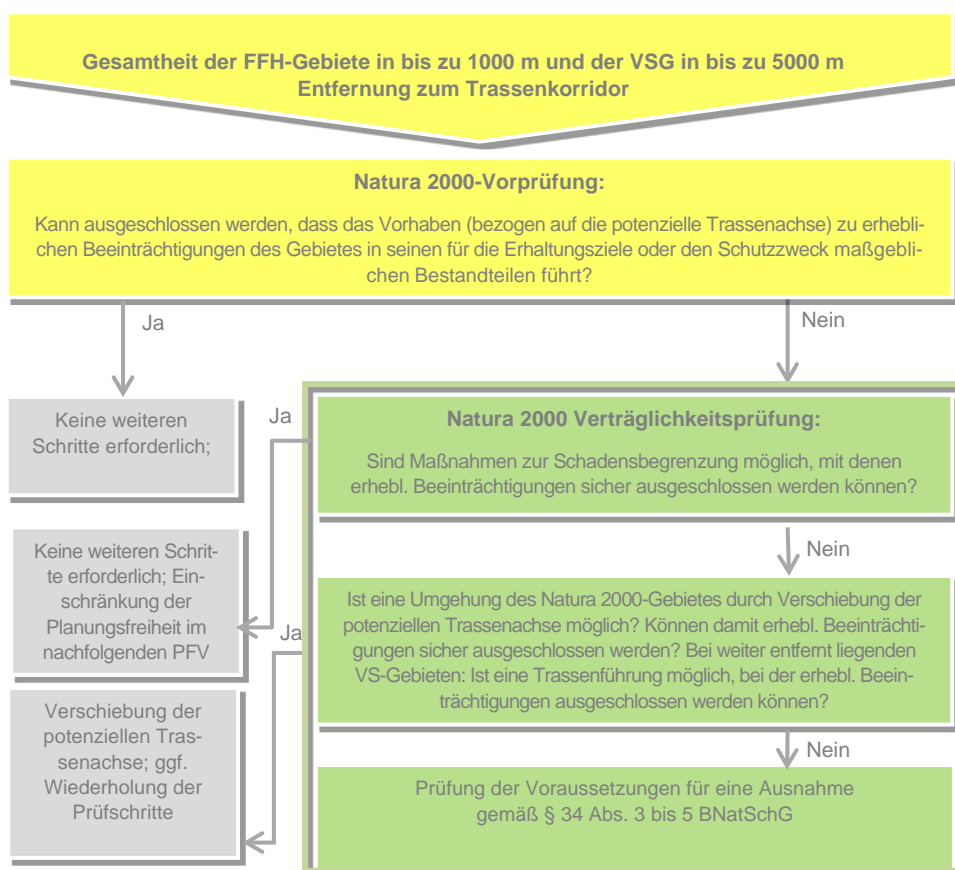 Gesamtheit der FFH-Gebiete in bis zu 1000 m und der VSG in bis zu 5000 m
Entfernung zum Trassenkorridor
Natura 2000-Vorprüfung:
Kann ausgeschlossen werden, dass das Vorhaben (bezogen auf die potenzielle Trassenachse) zu erheb-
lichen Beeinträchtigungen des Gebietes in seinen für die Erhaltungsziele oder den Schutzzweck maßgebli-
chen Bestandteilen führt?
Ja
Nein
Keine weiteren
Schritte erforderlich;
Ja
Natura 2000 Verträglichkeitsprüfung:
Sind Maßnahmen zur Schadensbegrenzung möglich, mit denen
erhebl. Beeinträchtigungen sicher ausgeschlossen werden können?
Nein
Keine weiteren Schrit-
te erforderlich; Ein-
schränkung der
Planungsfreiheit im
nachfolgenden PFV
Ja
Ist eine Umgehung des Natura 2000-Gebietes durch Verschiebung der
potenziellen Trassenachse möglich? Können damit erhebl. Beeinträchti-
gungen sicher ausgeschlossen werden? Bei weiter entfernt liegenden
VS-Gebieten: Ist eine Trassenführung möglich, bei der erhebl. Beein-
trächtigungen ausgeschlossen werden können?
Nein
Verschiebung der
potenziellen Tras-
senachse; ggf.
Wiederholung der
Prüfschritte
Prüfung der Voraussetzungen für eine Ausnahme
gemäß § 34 Abs. 3 bis 5 BNatSchG